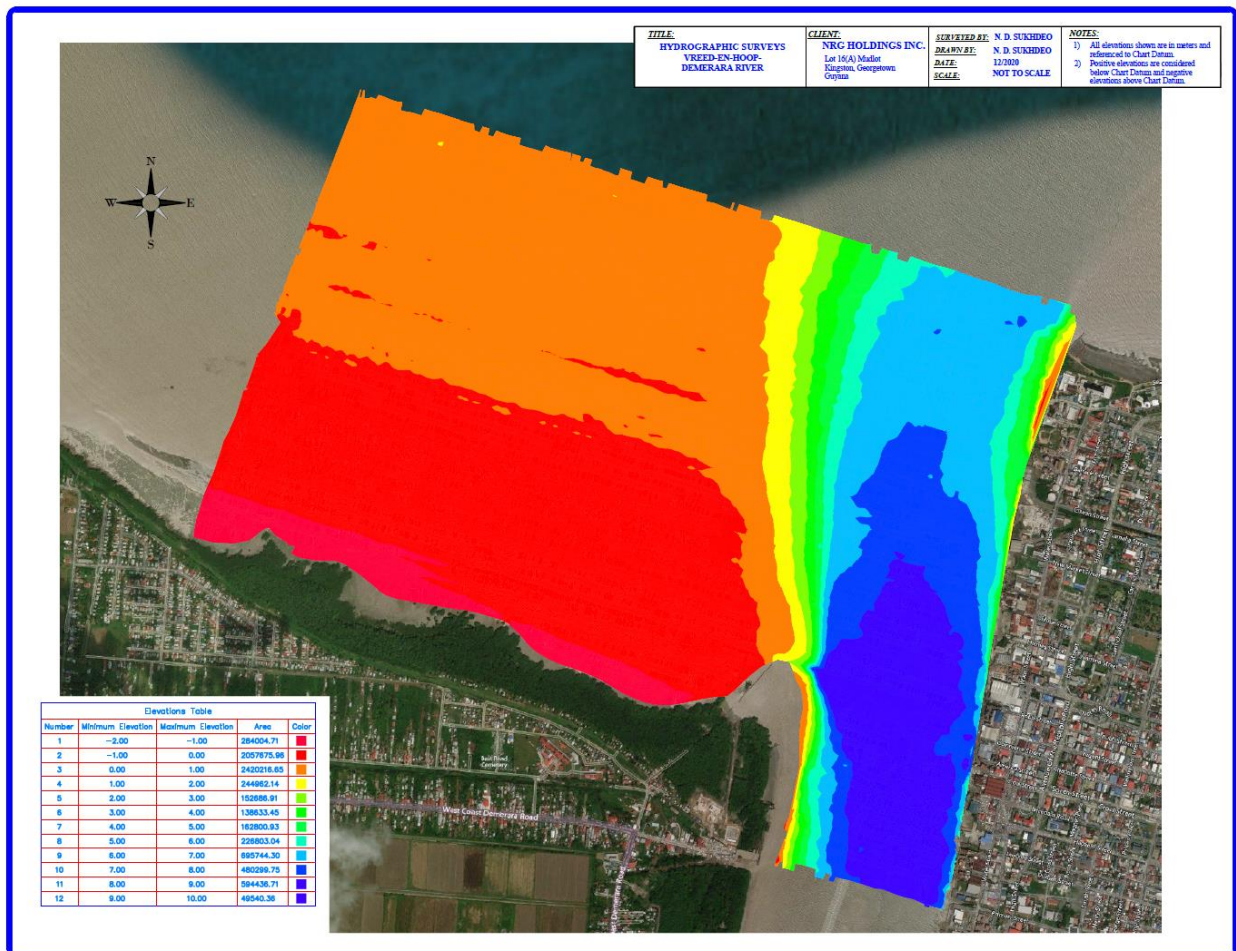 TITLE:
HYDROGRAPHIC SURVEYS
VREED-EN-HOOP-
DEMERARA RIVER
CLIENT:
NRG HOLDINGS INC.
Lot 16(A) Mudlot
Kingston, Georgetown
Guyana
SURVEYED BY: N. D. SUKHDEO
DRAWN BY: N. D. SUKHDEO
DATE: 12/2020
SCALE: NOT TO SCALE
NOTES:
1) All elevations shown are in meters and
referenced to Chart Datum.
2) Positive elevations are considered
below Chart Datum and negative
elevations above Chart Datum.
N
W E
S
Best Road
Cemetery
West Coast Demerara Road
Elevations Table
Number Minimum Elevation Maximum Elevation Area Color
1 -2.00 -1.00 284004.71
2 -1.00 0.00 2057675.96
3 0.00 1.00 2420216.65
4 1.00 2.00 244962.14
5 2.00 3.00 152686.91
6 3.00 4.00 136633.45
7 4.00 5.00 162800.93
8 5.00 6.00 226803.04
9 6.00 7.00 695744.30
10 7.00 8.00 480299.75
11 8.00 9.00 594436.71
12 9.00 10.00 49540.36